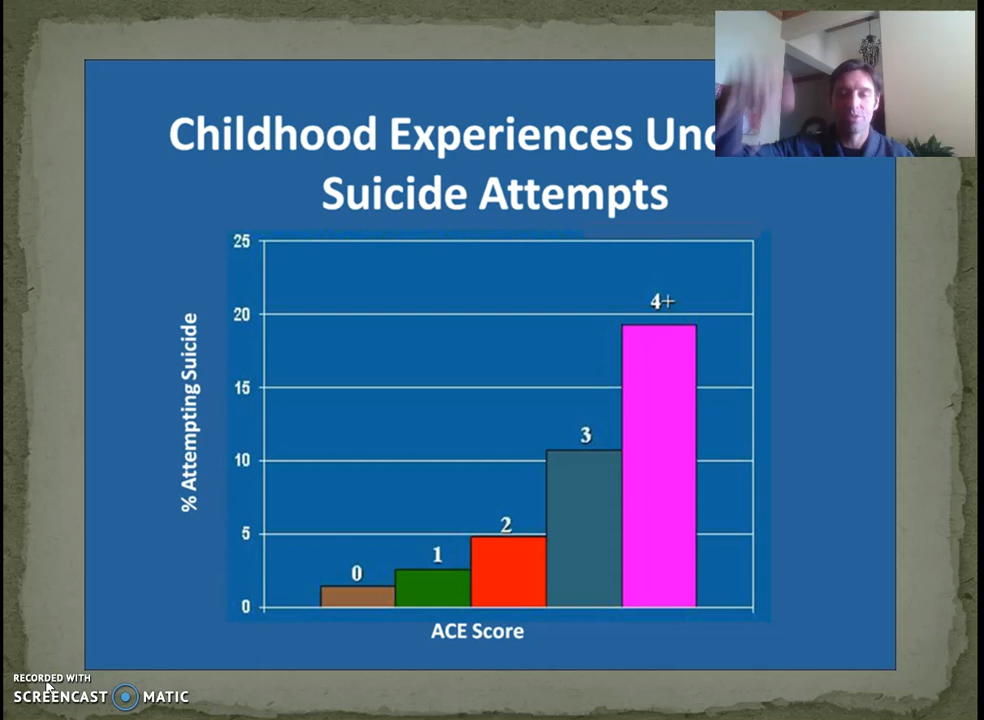 Childhood Experiences
Suicide Attempts
25
20
15
10
5
0
% Attempting Suicide
0
1
2
3
4+
ACE Score
RECORDED WITH
SCREENCAST MATIC